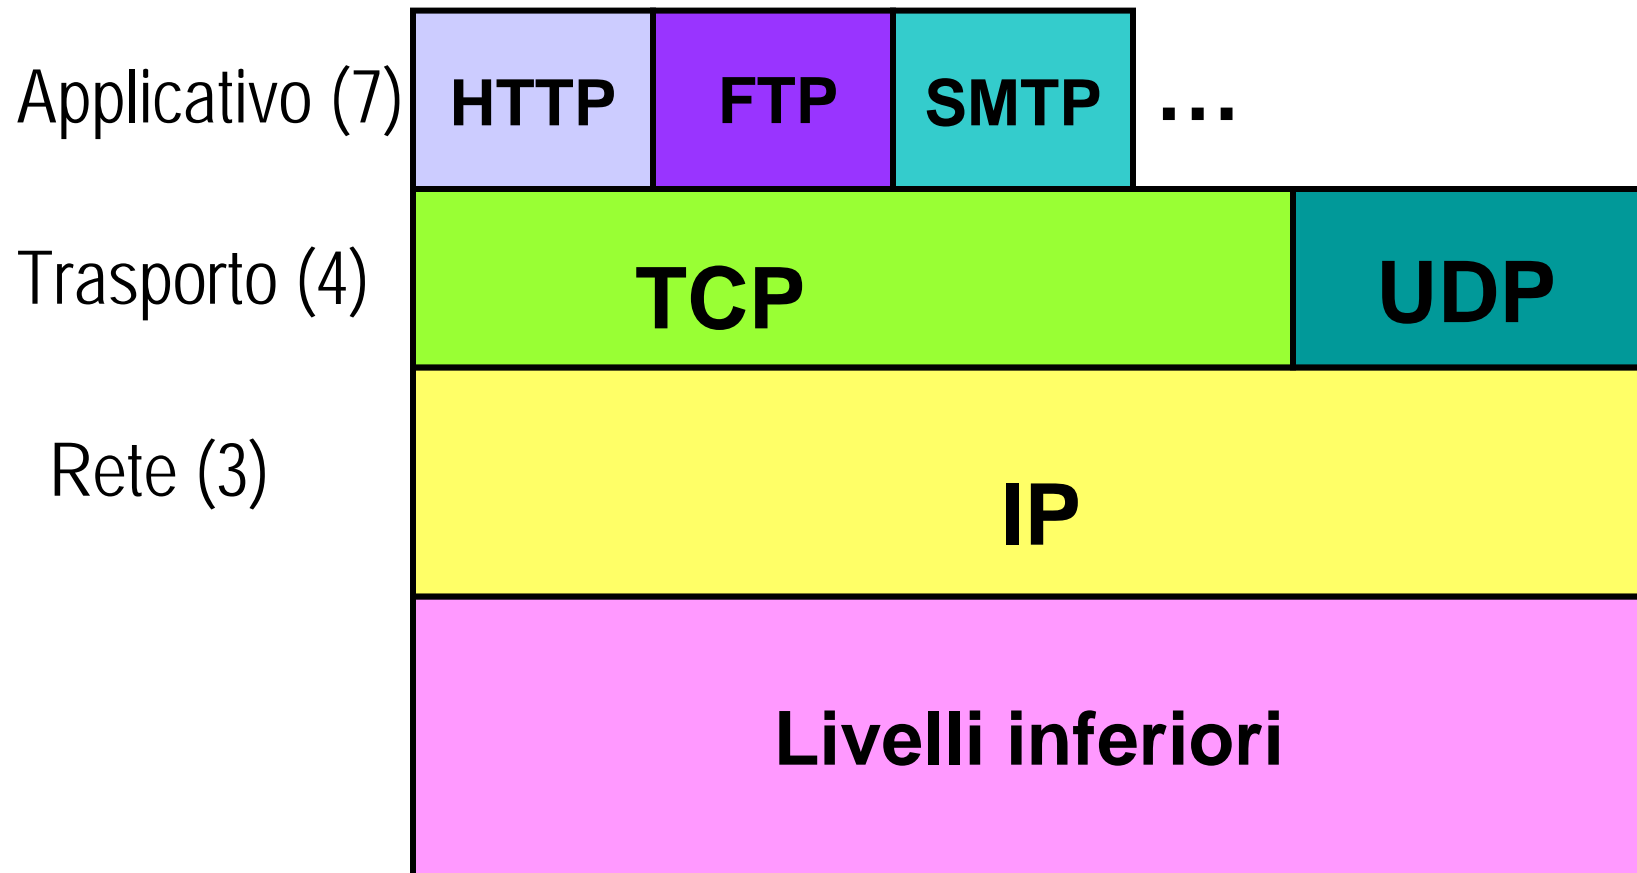 Applicativo (7) HTTP FTP SMTP ...
Trasporto (4) TCP UDP
Rete (3) IP
Livelli inferiori